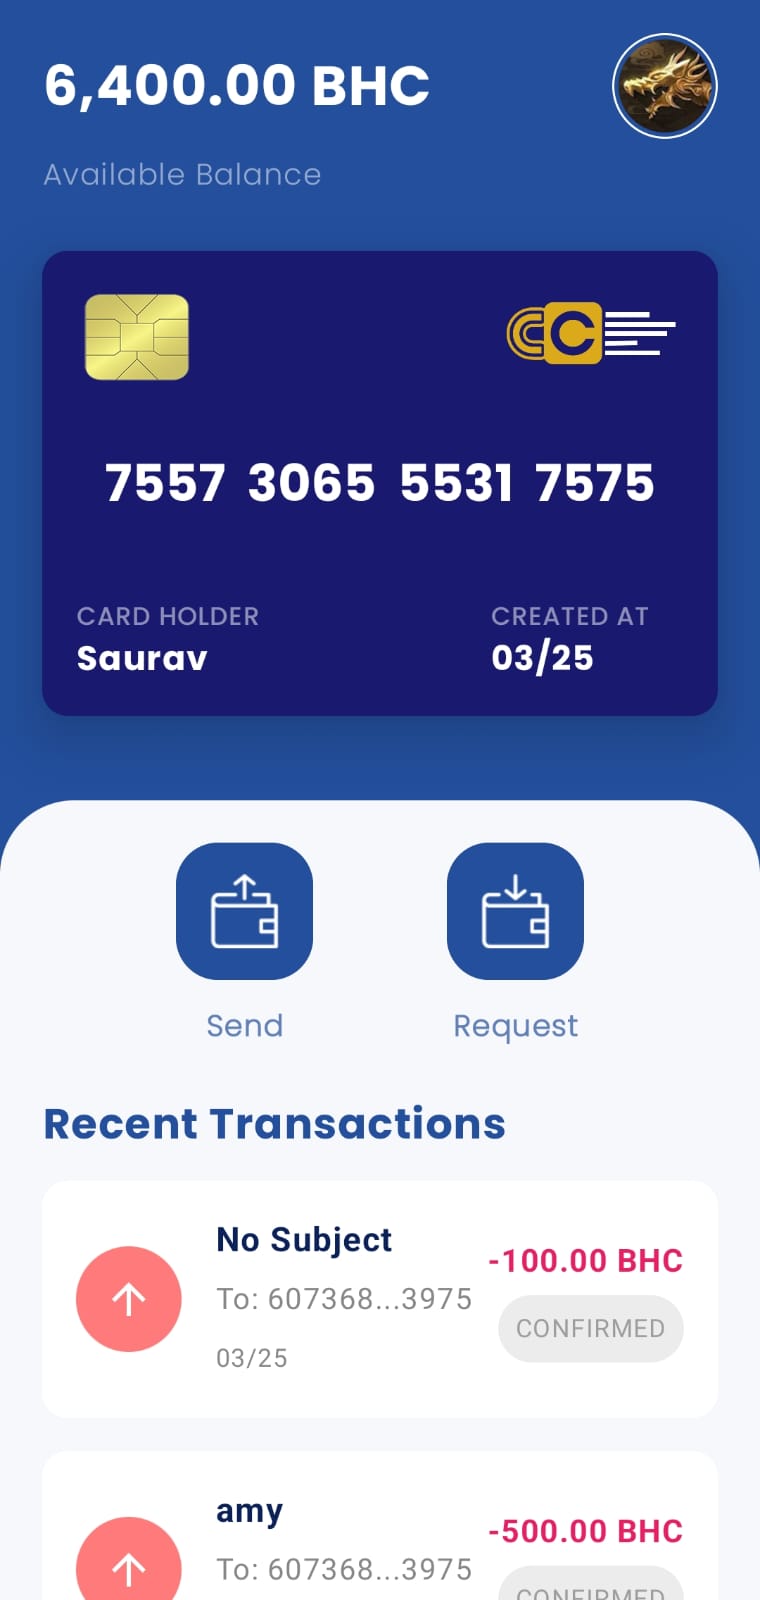 6,400.00 BHC
Available Balance
C
7557 3065 5531 7575
CARD HOLDER
CREATED AT
Saurav
03/25
Send
Request
Recent Transactions
No Subject
-100.00 BHC
To: 607368...3975
CONFIRMED
03/25
amy
-500.00 BHC
To: 607368...3975
CONFIRMED